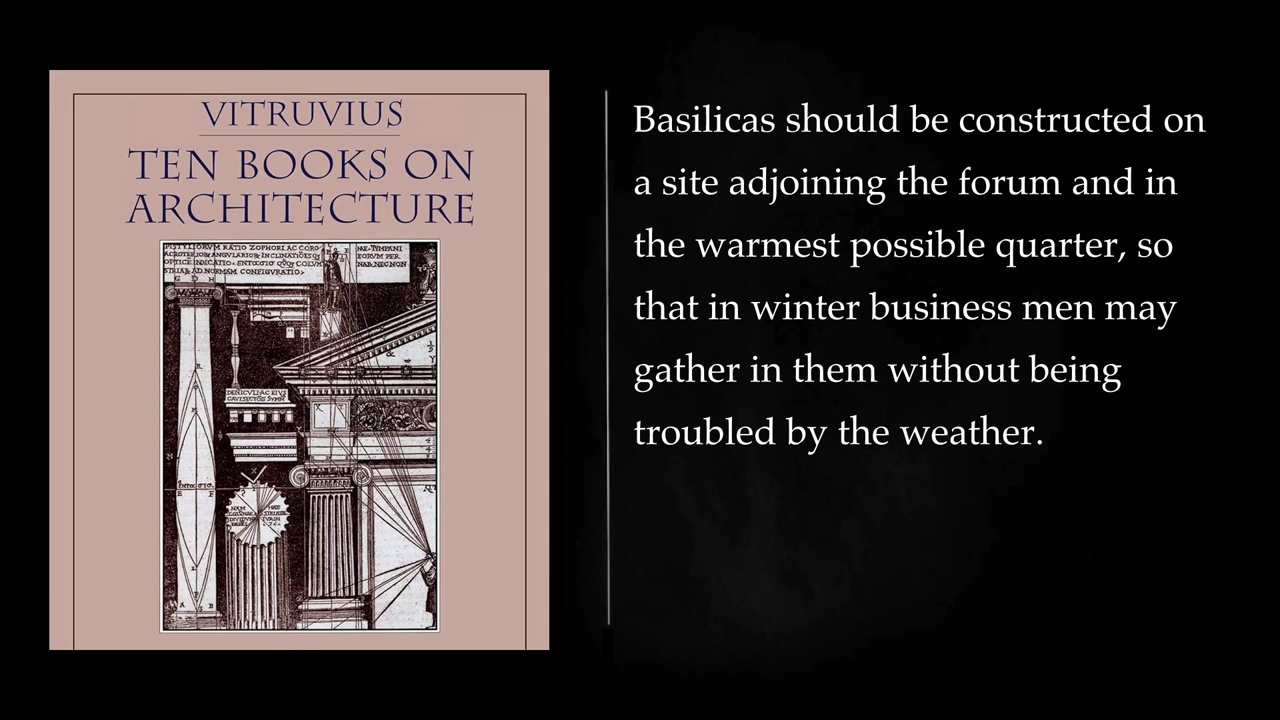 VITRUVIUS
TEN BOOKS ON
ARCHITECTURE
Basilicas should be constructed on
a site adjoining the forum and in
the warmest possible quarter, so
that in winter business men may
gather in them without being
troubled by the weather.